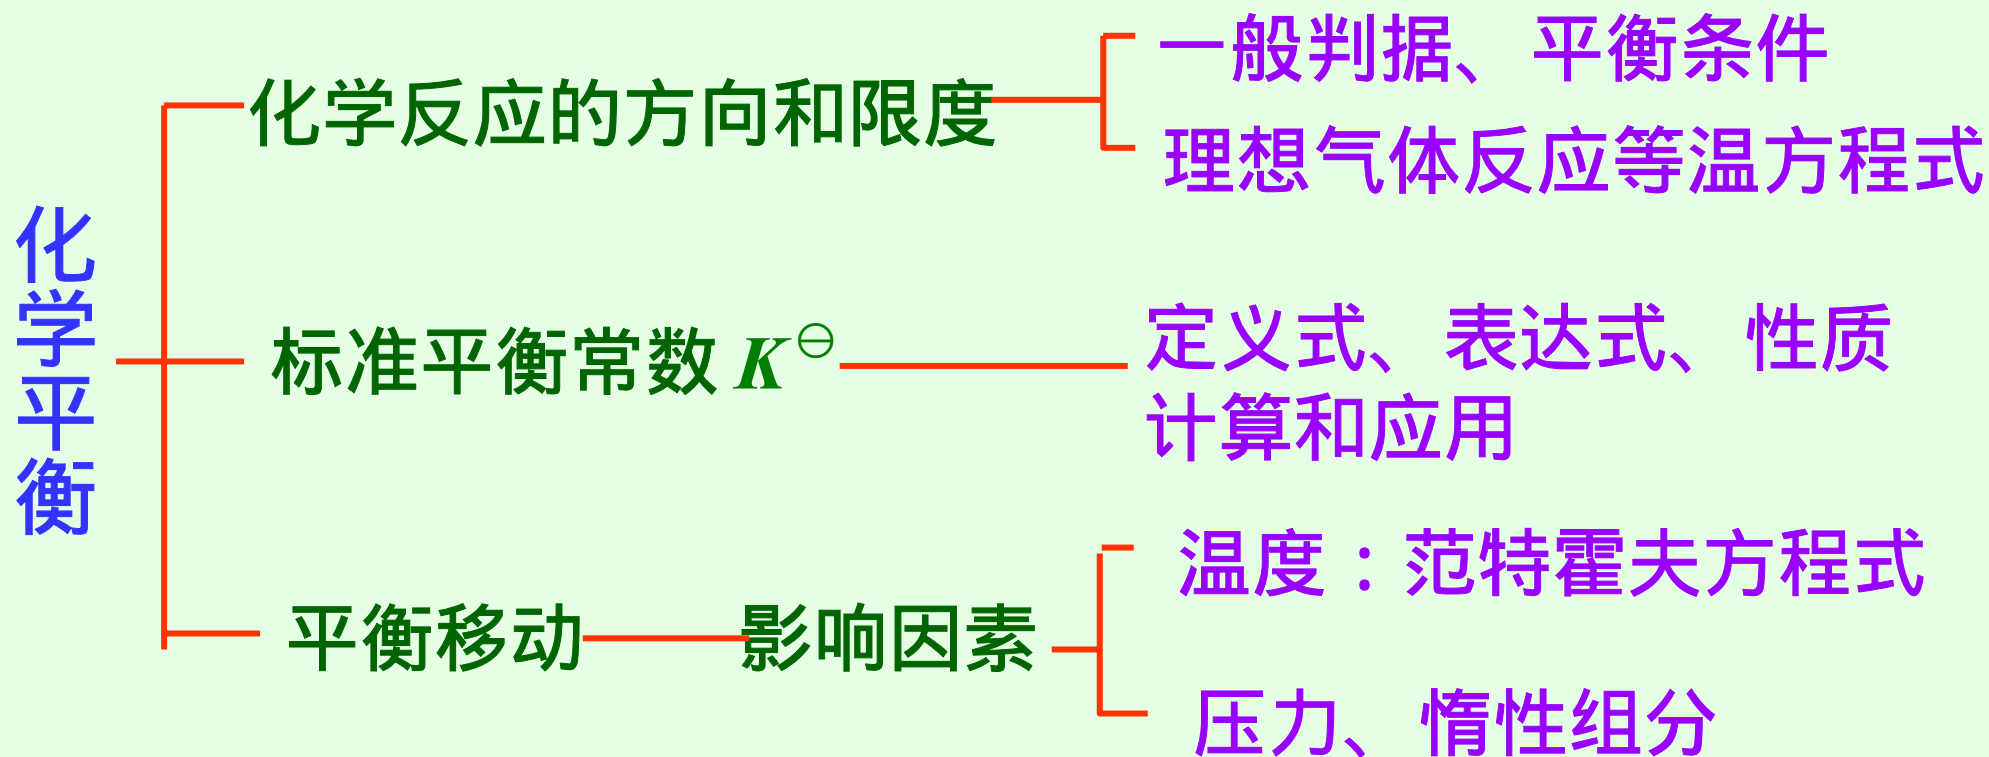 化学平衡
化学反应的方向和限度
一般判据、平衡条件
理想气体反应等温方程式
标准平衡常数 K⊖
定义式、表达式、性质
计算和应用
平衡移动
影响因素
温度：范特霍夫方程式
压力、惰性组分